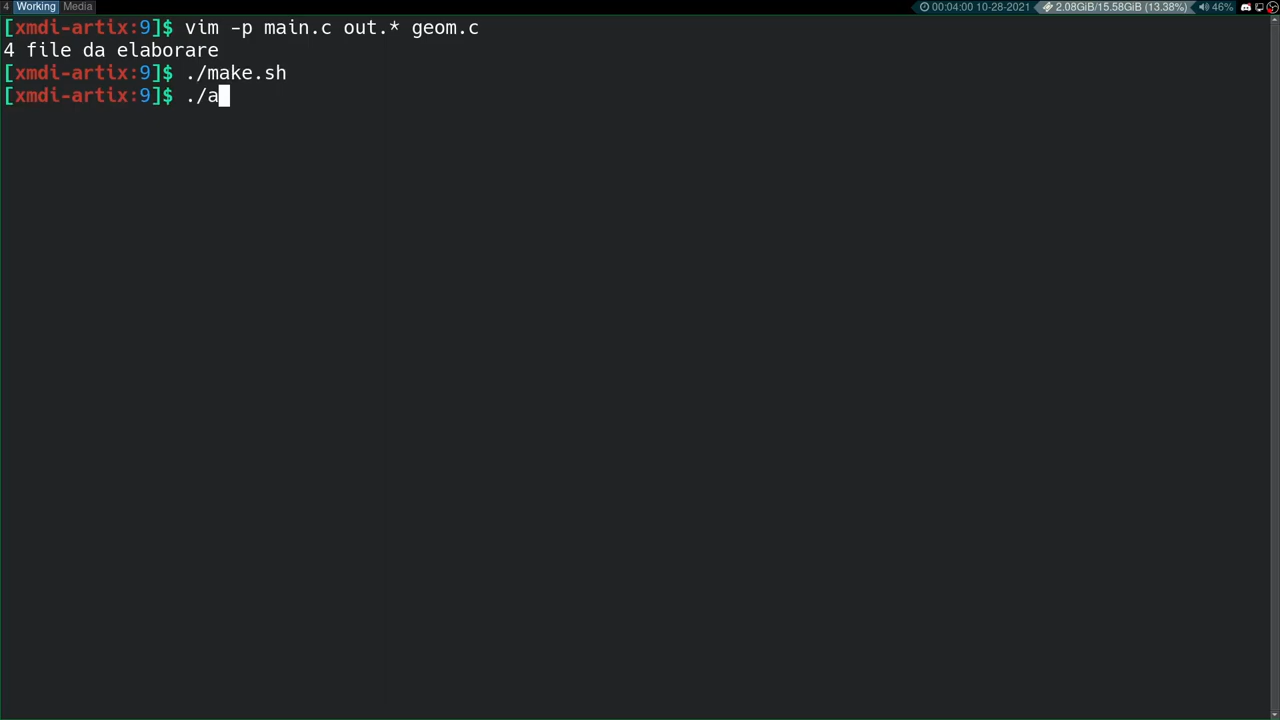 4 Working Media 00:04:00 10-28-2021 2.08GiB/15.58GiB (13.38%) 46%
[xmdi-artix:9]$ vim -p main.c out.* geom.c
4 file da elaborare
[xmdi-artix:9]$ ./make.sh
[xmdi-artix:9]$ ./a